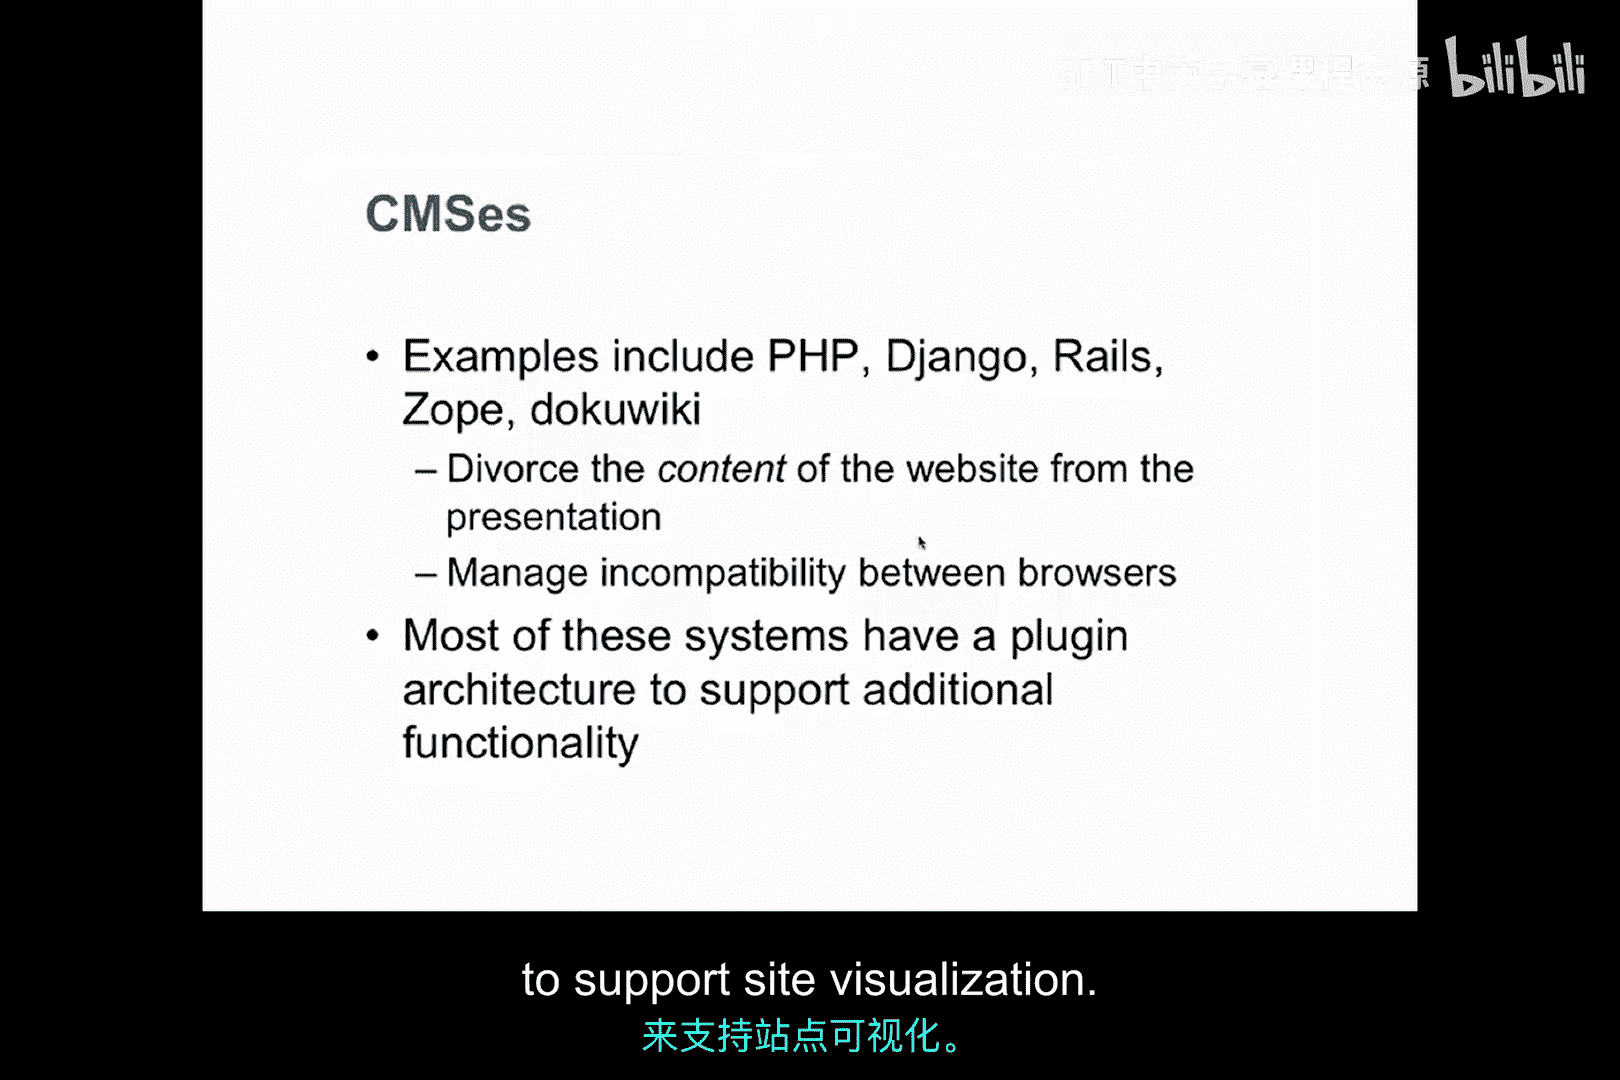 bilibili
CMSes
• Examples include PHP, Django, Rails,
Zope, dokuwiki
– Divorce the content of the website from the
presentation
– Manage incompatibility between browsers
• Most of these systems have a plugin
architecture to support additional
functionality
to support site visualization.
来支持站点可视化。